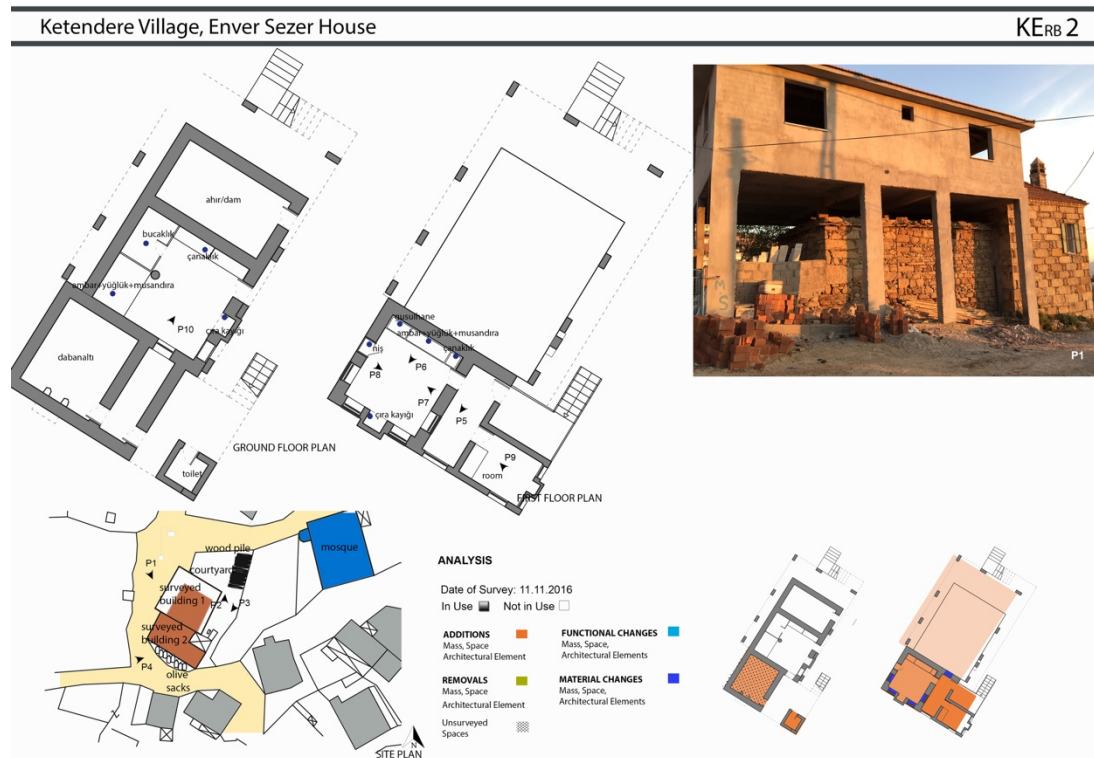 Ketendere Village, Enver Sezer House
KERB 2
ahır/dam
bucaklık
çanaklık
ambar+yüğlük+musandıra
P10
çıra kayığı
dabanaltı
toilet
GROUND FLOOR PLAN
gusülhane
ambar+yüğlük+musandıra
çanaklık
niş
P8
P6
P7
çıra kayığı
P5
P9
room
FIRST FLOOR PLAN
M
S
P1
wood pile
mosque
courtyard
P1
surveyed
building 1
P2
P3
surveyed
building 2
P4
olive
sacks
N
SITE PLAN
ANALYSIS
Date of Survey: 11.11.2016
In Use Not in Use
ADDITIONS
Mass, Space
Architectural Element
FUNCTIONAL CHANGES
Mass, Space,
Architectural Elements
REMOVALS
Mass, Space
Architectural Element
MATERIAL CHANGES
Mass, Space,
Architectural Elements
Unsurveyed
Spaces